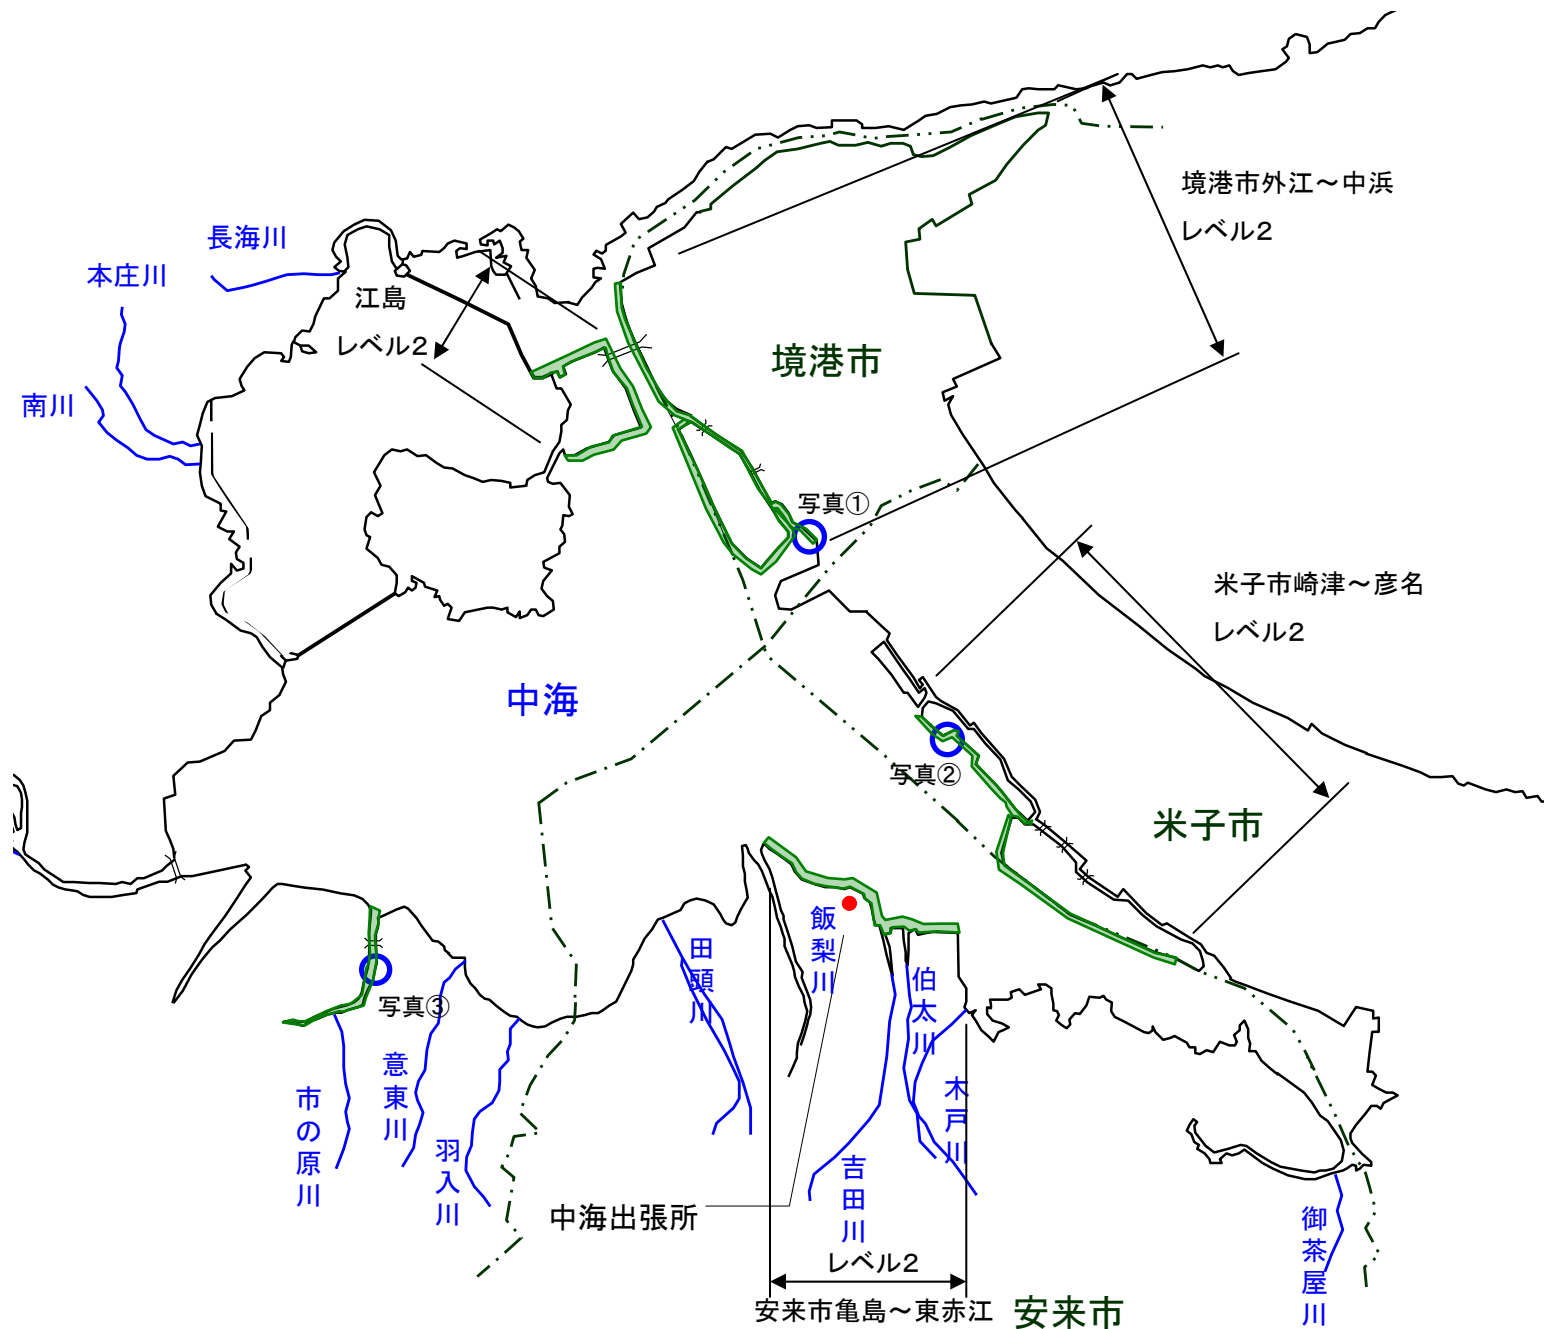 境港市外江～中浜
レベル2
長海川
本庄川
江島
レベル2
南川
境港市
写真①
米子市崎津～彦名
レベル2
中海
写真②
米子市
飯梨川
田頭川
伯太川
写真③
意東川
木戸川
市の原川
羽入川
吉田川
中海出張所
御茶屋川
レベル2
安来市亀島～東赤江
安来市